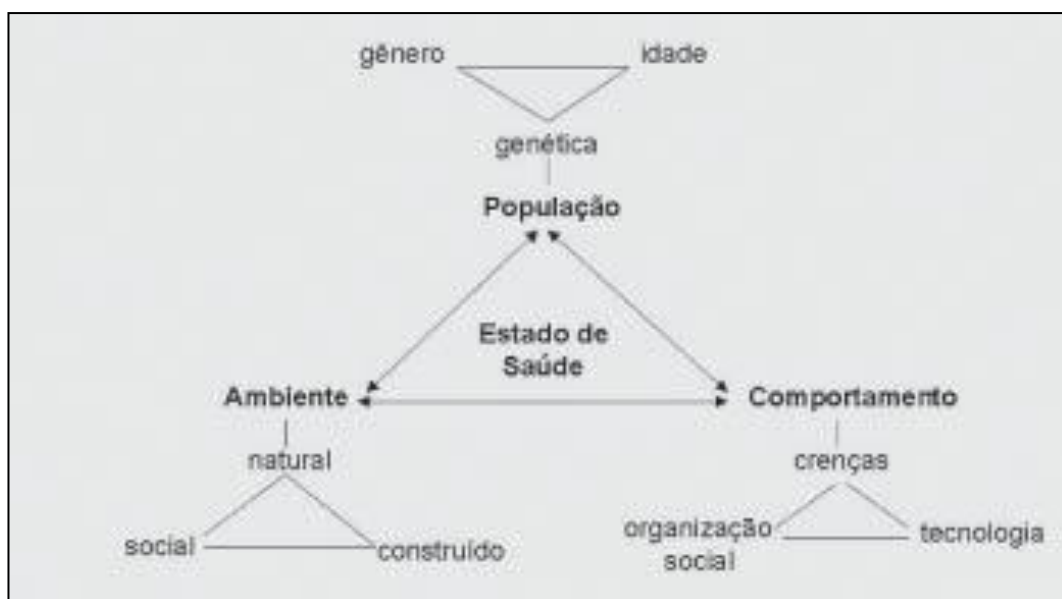 gênero idade
genética
População
Estado de
Saúde
Ambiente Comportamento
natural crenças
social construído organização
social tecnologia